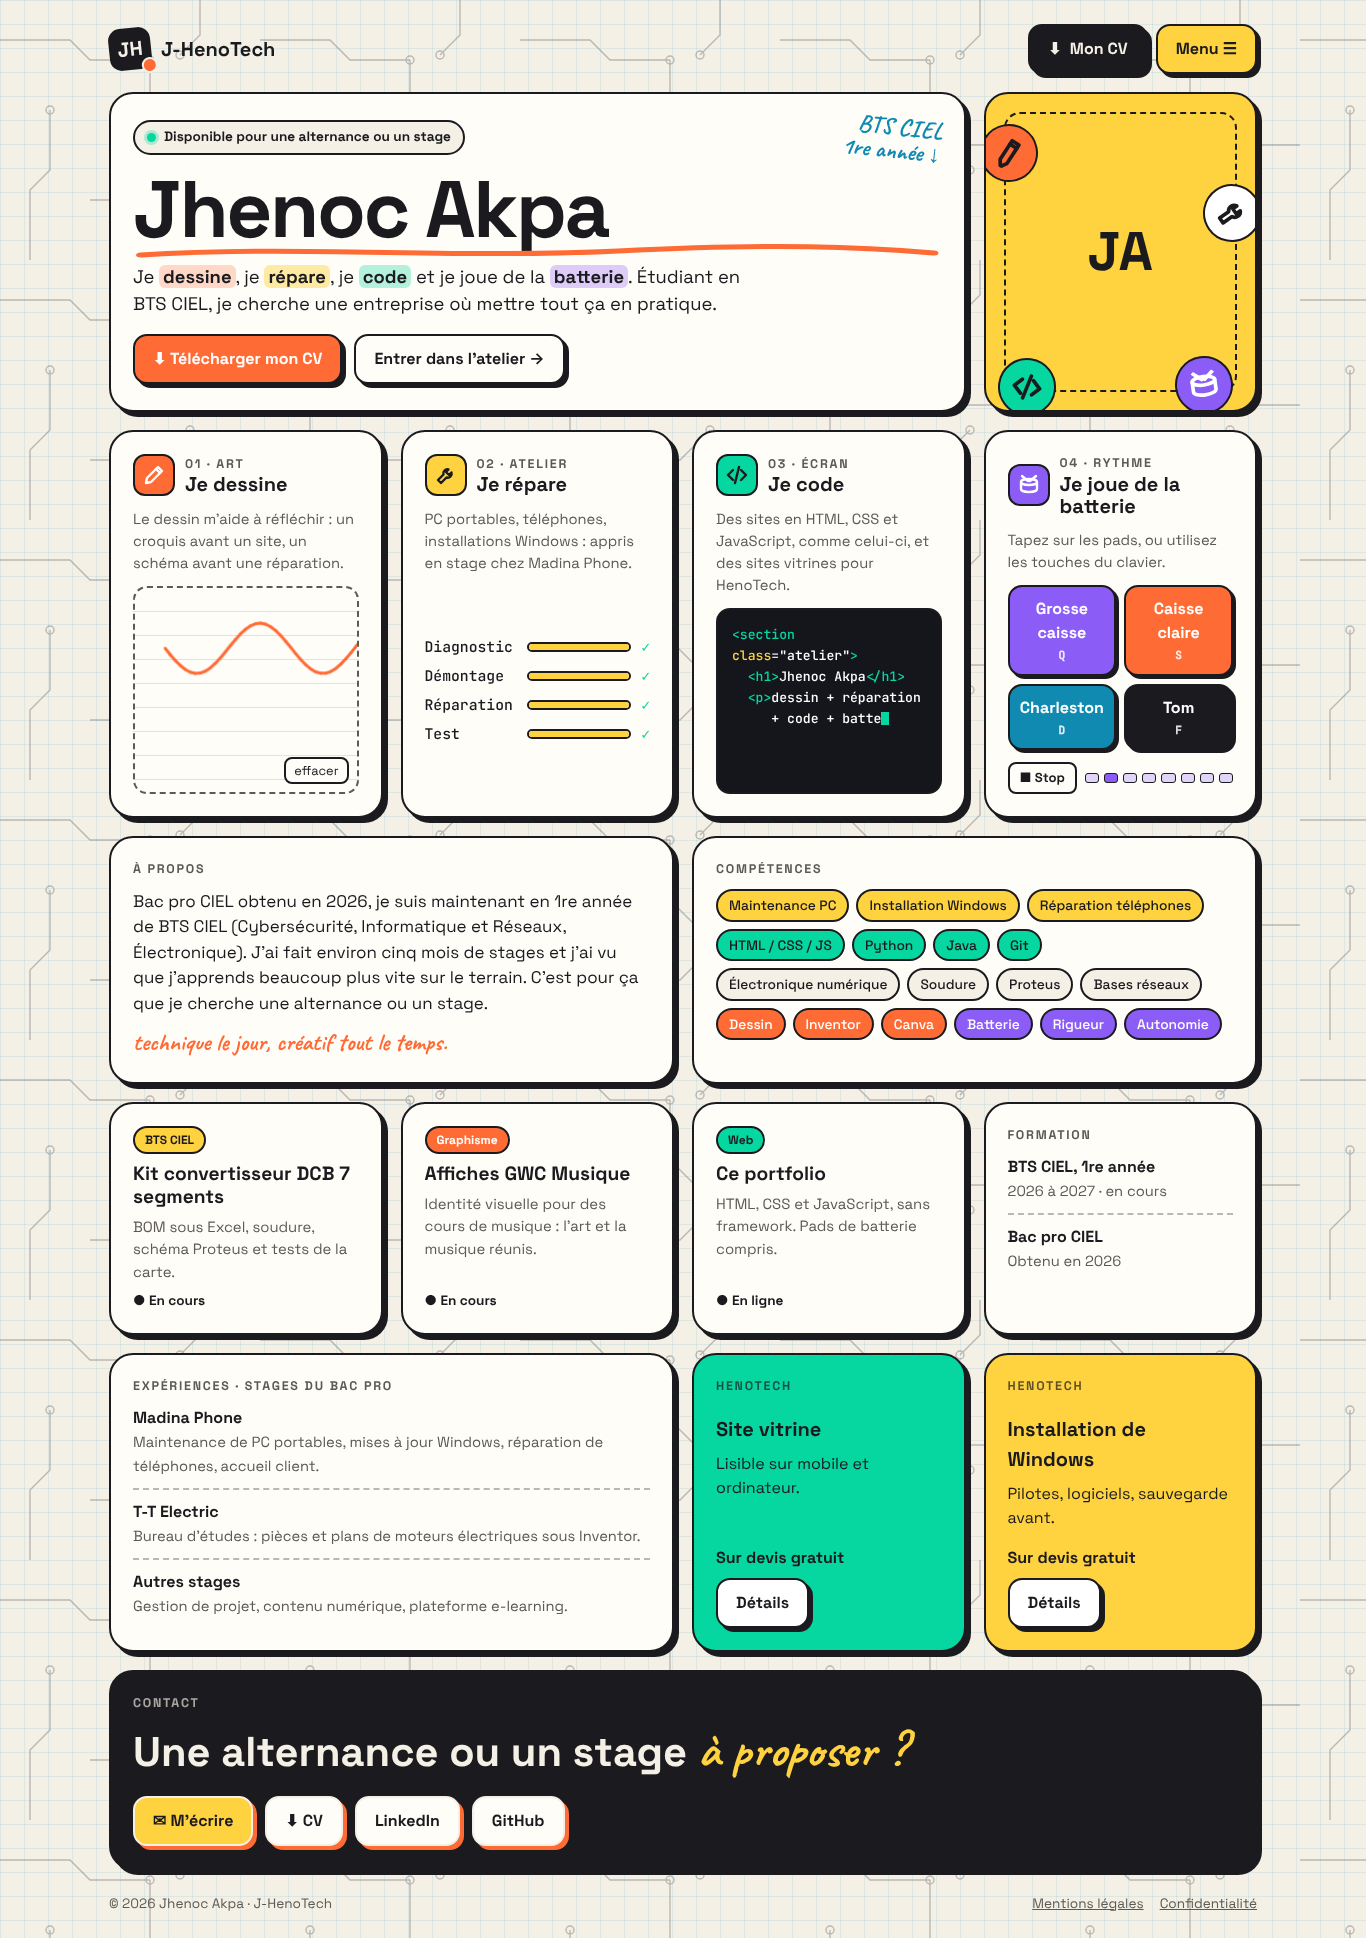 JH J-HenoTech
⬇ Mon CV
Menu ☰
Disponible pour une alternance ou un stage
BTS CIEL
1re année ↓
Jhenoc Akpa
Je dessine, je répare, je code et je joue de la batterie. Étudiant en
BTS CIEL, je cherche une entreprise où mettre tout ça en pratique.
⬇ Télécharger mon CV
Entrer dans l'atelier →
JA
01 · ART
Je dessine
Le dessin m'aide à réfléchir : un
croquis avant un site, un
schéma avant une réparation.
effacer
02 · ATELIER
Je répare
PC portables, téléphones,
installations Windows : appris
en stage chez Madina Phone.
Diagnostic ✓
Démontage ✓
Réparation ✓
Test ✓
03 · ÉCRAN
Je code
Des sites en HTML, CSS et
JavaScript, comme celui-ci, et
des sites vitrines pour
HenoTech.
<section
class="atelier">
<h1>Jhenoc Akpa</h1>
<p>dessin + réparation
+ code + batte
04 · RYTHME
Je joue de la
batterie
Tapez sur les pads, ou utilisez
les touches du clavier.
Grosse
caisse
Q
Caisse
claire
S
Charleston
D
Tom
F
■ Stop
À PROPOS
Bac pro CIEL obtenu en 2026, je suis maintenant en 1re année
de BTS CIEL (Cybersécurité, Informatique et Réseaux,
Électronique). J'ai fait environ cinq mois de stages et j'ai vu
que j'apprends beaucoup plus vite sur le terrain. C'est pour ça
que je cherche une alternance ou un stage.
technique le jour, créatif tout le temps.
COMPÉTENCES
Maintenance PC Installation Windows Réparation téléphones
HTML / CSS / JS Python Java Git
Électronique numérique Soudure Proteus Bases réseaux
Dessin Inventor Canva Batterie Rigueur Autonomie
BTS CIEL
Kit convertisseur DCB 7
segments
BOM sous Excel, soudure,
schéma Proteus et tests de la
carte.
● En cours
Graphisme
Affiches GWC Musique
Identité visuelle pour des
cours de musique : l'art et la
musique réunis.
● En cours
Web
Ce portfolio
HTML, CSS et JavaScript, sans
framework. Pads de batterie
compris.
● En ligne
FORMATION
BTS CIEL, 1re année
2026 à 2027 · en cours
Bac pro CIEL
Obtenu en 2026
EXPÉRIENCES · STAGES DU BAC PRO
Madina Phone
Maintenance de PC portables, mises à jour Windows, réparation de
téléphones, accueil client.
T-T Electric
Bureau d'études : pièces et plans de moteurs électriques sous Inventor.
Autres stages
Gestion de projet, contenu numérique, plateforme e-learning.
HENOTECH
Site vitrine
Lisible sur mobile et
ordinateur.
Sur devis gratuit
Détails
HENOTECH
Installation de
Windows
Pilotes, logiciels, sauvegarde
avant.
Sur devis gratuit
Détails
CONTACT
Une alternance ou un stage à proposer ?
✉ M'écrire
⬇ CV
LinkedIn
GitHub
© 2026 Jhenoc Akpa · J-HenoTech
Mentions légales Confidentialité